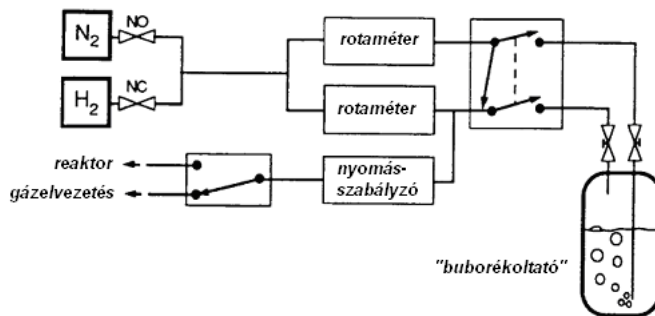 N2
NO
H2
NC
rotaméter
rotaméter
reaktor
gázelvezetés
nyomás-
szabályzó
"buborékoltató"